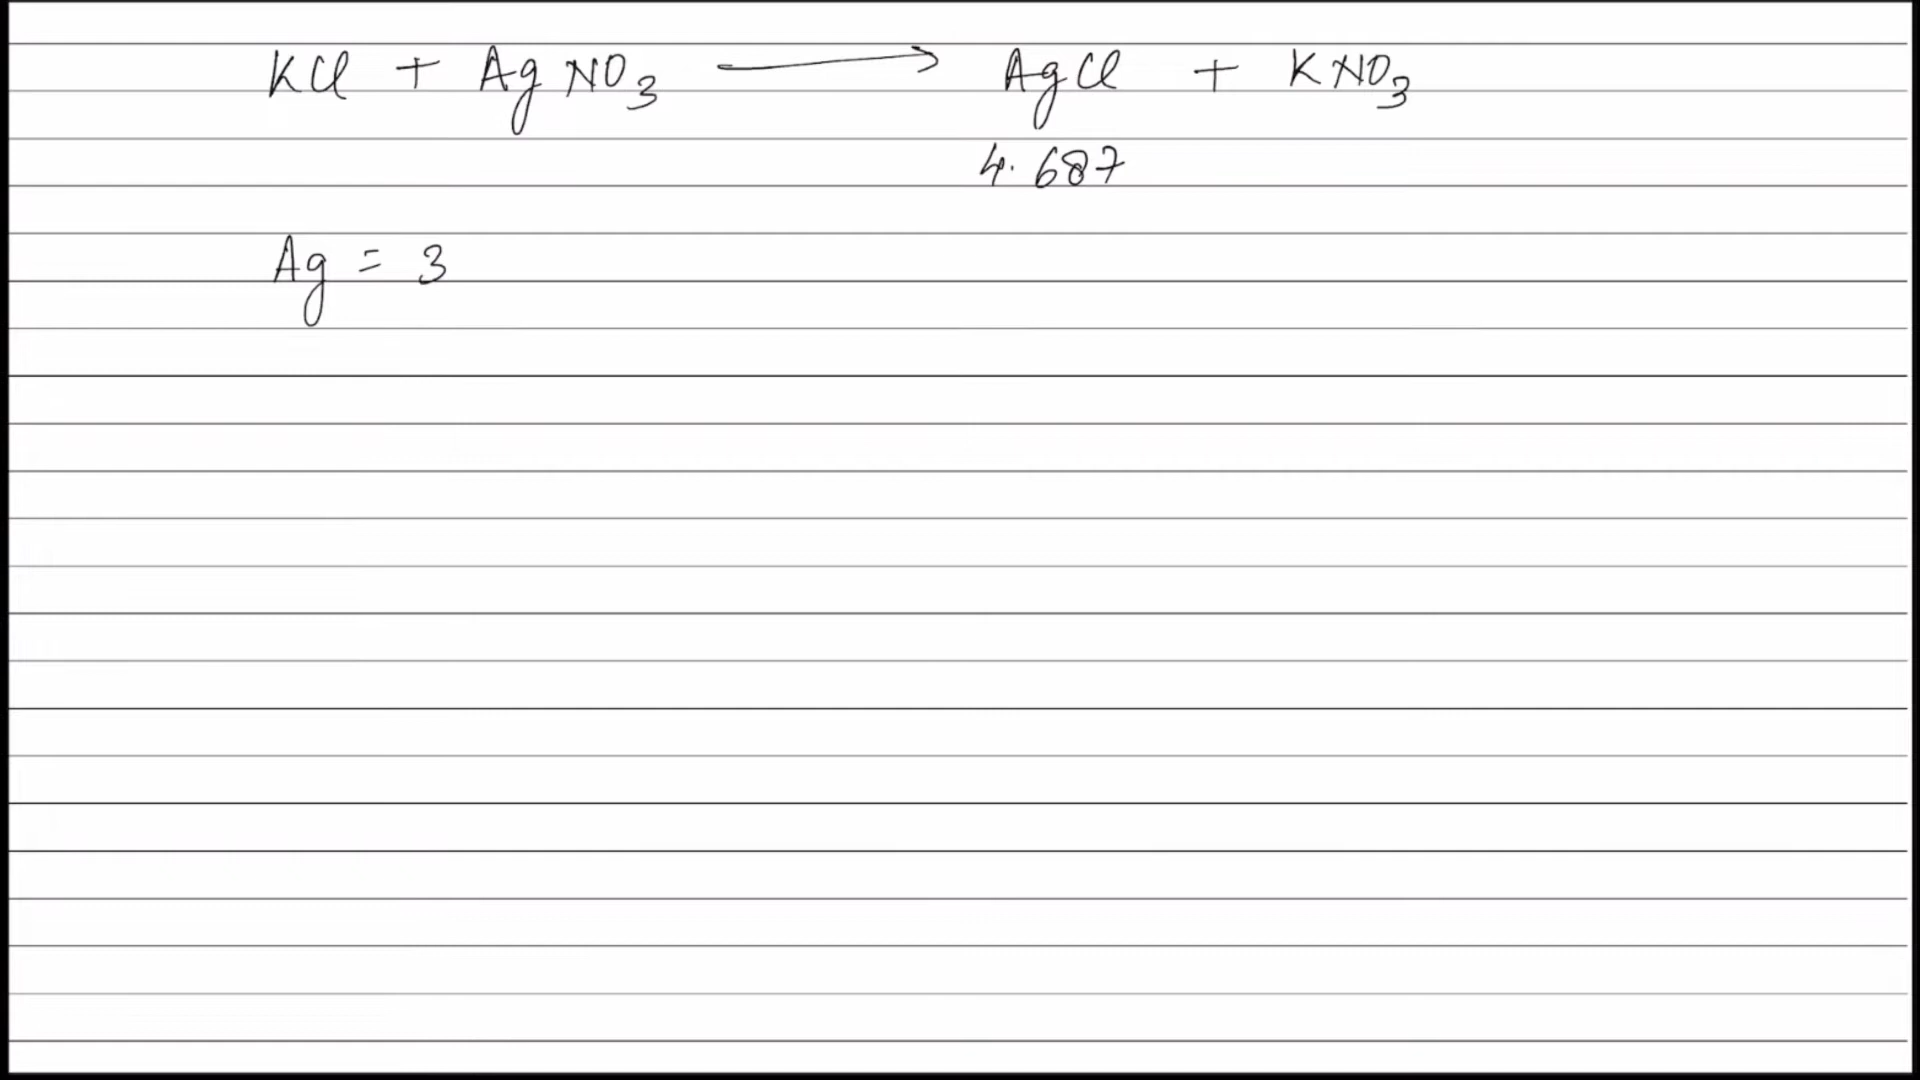 KCl + AgNO3 ⟶ AgCl + KNO3
4.687
Ag = 3